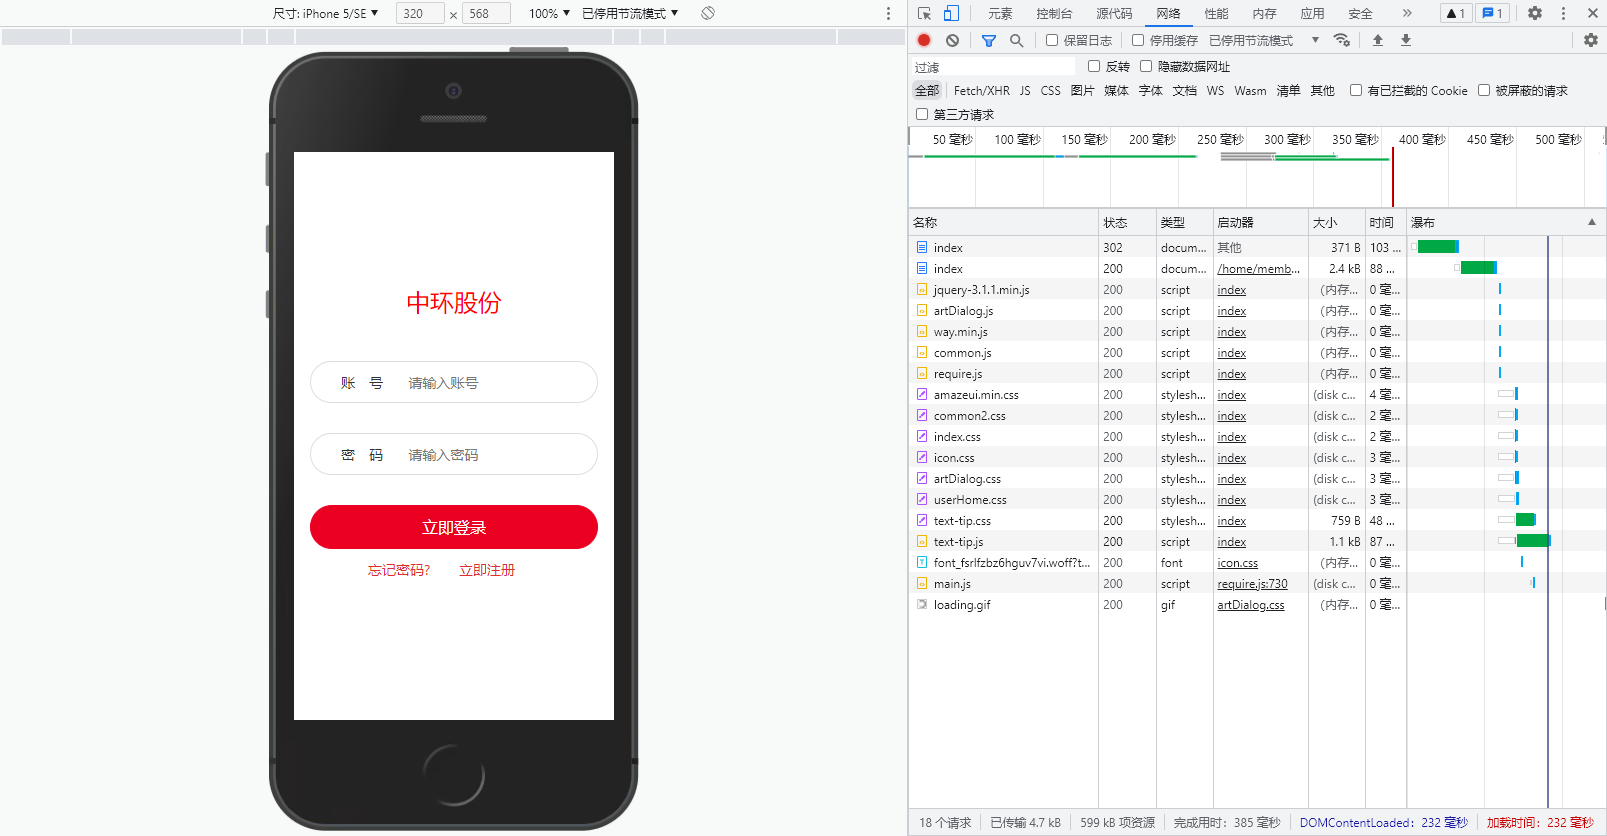 尺寸: iPhone 5/SE ▼ 320 × 568 100% ▼ 已停用节流模式 ▼
中环股份
账 号 请输入账号
密 码 请输入密码
立即登录
忘记密码? 立即注册
元素 控制台 源代码 网络 性能 内存 应用 安全 » ▲ 1 1
保留日志 停用缓存 已停用节流模式 ▼
过滤 反转 隐藏数据网址
全部 Fetch/XHR JS CSS 图片 媒体 字体 文档 WS Wasm 清单 其他 有已拦截的 Cookie 被屏蔽的请求
第三方请求
50 毫秒 100 毫秒 150 毫秒 200 毫秒 250 毫秒 300 毫秒 350 毫秒 400 毫秒 450 毫秒 500 毫秒
名称 状态 类型 启动器 大小 时间 瀑布 ▲
index 302 docum... 其他 371 B 103 ...
index 200 docum... /home/memb... 2.4 kB 88 ...
jquery-3.1.1.min.js 200 script index (内存... 0 毫...
artDialog.js 200 script index (内存... 0 毫...
way.min.js 200 script index (内存... 0 毫...
common.js 200 script index (内存... 0 毫...
require.js 200 script index (内存... 0 毫...
amazeui.min.css 200 stylesh... index (disk c... 4 毫...
common2.css 200 stylesh... index (disk c... 2 毫...
index.css 200 stylesh... index (disk c... 2 毫...
icon.css 200 stylesh... index (disk c... 3 毫...
artDialog.css 200 stylesh... index (disk c... 3 毫...
userHome.css 200 stylesh... index (disk c... 3 毫...
text-tip.css 200 stylesh... index 759 B 48 ...
text-tip.js 200 script index 1.1 kB 87 ...
font_fsrlfzbz6hguv7vi.woff?t... 200 font icon.css (内存... 0 毫...
main.js 200 script require.js:730 (disk c... 0 毫...
loading.gif 200 gif artDialog.css (内存... 0 毫...
18 个请求 已传输 4.7 kB 599 kB 项资源 完成用时: 385 毫秒 DOMContentLoaded: 232 毫秒 加载时间: 232 毫秒